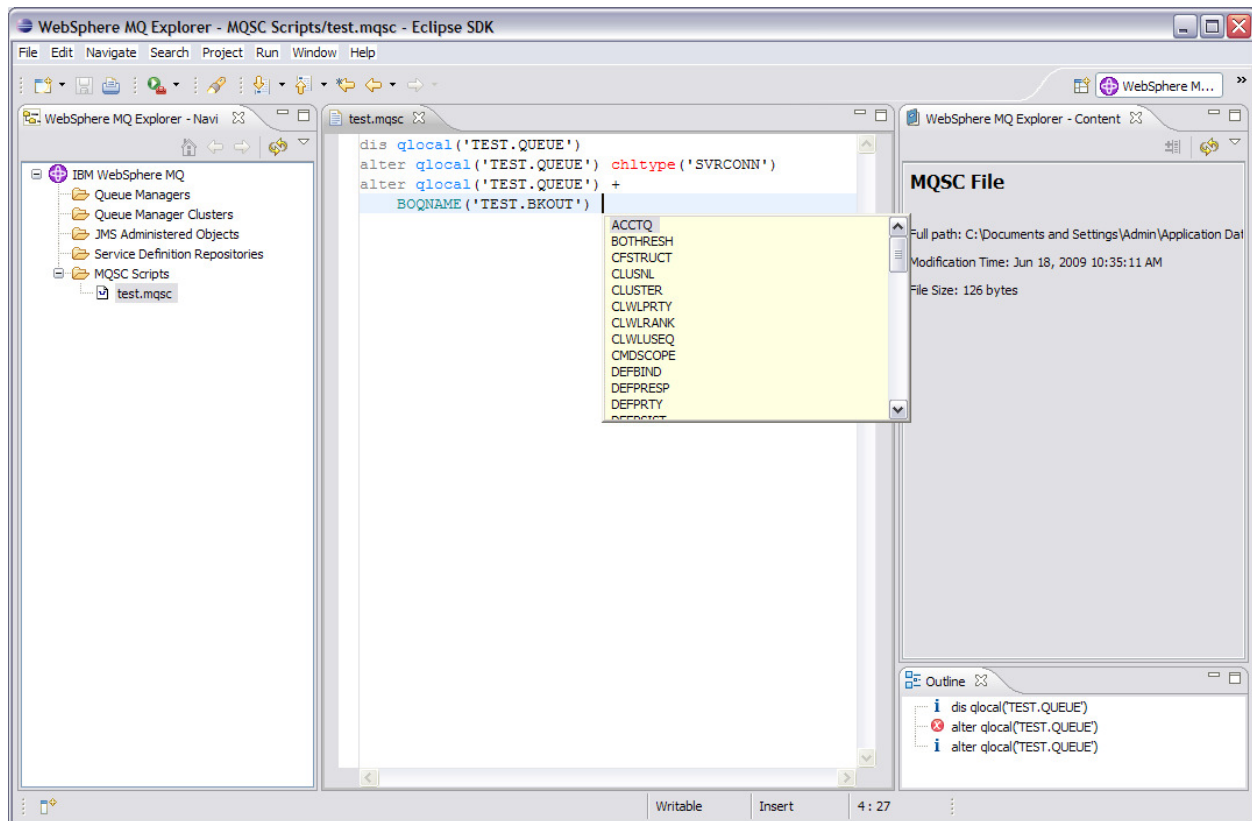 WebSphere MQ Explorer - MQSC Scripts/test.mqsc - Eclipse SDK
File Edit Navigate Search Project Run Window Help
WebSphere M... »
WebSphere MQ Explorer - Navi
IBM WebSphere MQ
Queue Managers
Queue Manager Clusters
JMS Administered Objects
Service Definition Repositories
MQSC Scripts
test.mqsc
test.mqsc
dis qlocal('TEST.QUEUE')
alter qlocal('TEST.QUEUE') chltype('SVRCONN')
alter qlocal('TEST.QUEUE') +
BOQNAME('TEST.BKOUT')
ACCTQ
BOTHRESH
CFSTRUCT
CLUSNL
CLUSTER
CLWLPRTY
CLWLRANK
CLWLUSEQ
CMDSCOPE
DEFBIND
DEFPRESP
DEFPRTY
DEFPSIST
WebSphere MQ Explorer - Content
MQSC File
Full path: C:\Documents and Settings\Admin\Application Dat
Modification Time: Jun 18, 2009 10:35:11 AM
File Size: 126 bytes
Outline
dis qlocal('TEST.QUEUE')
alter qlocal('TEST.QUEUE')
alter qlocal('TEST.QUEUE')
Writable Insert 4 : 27